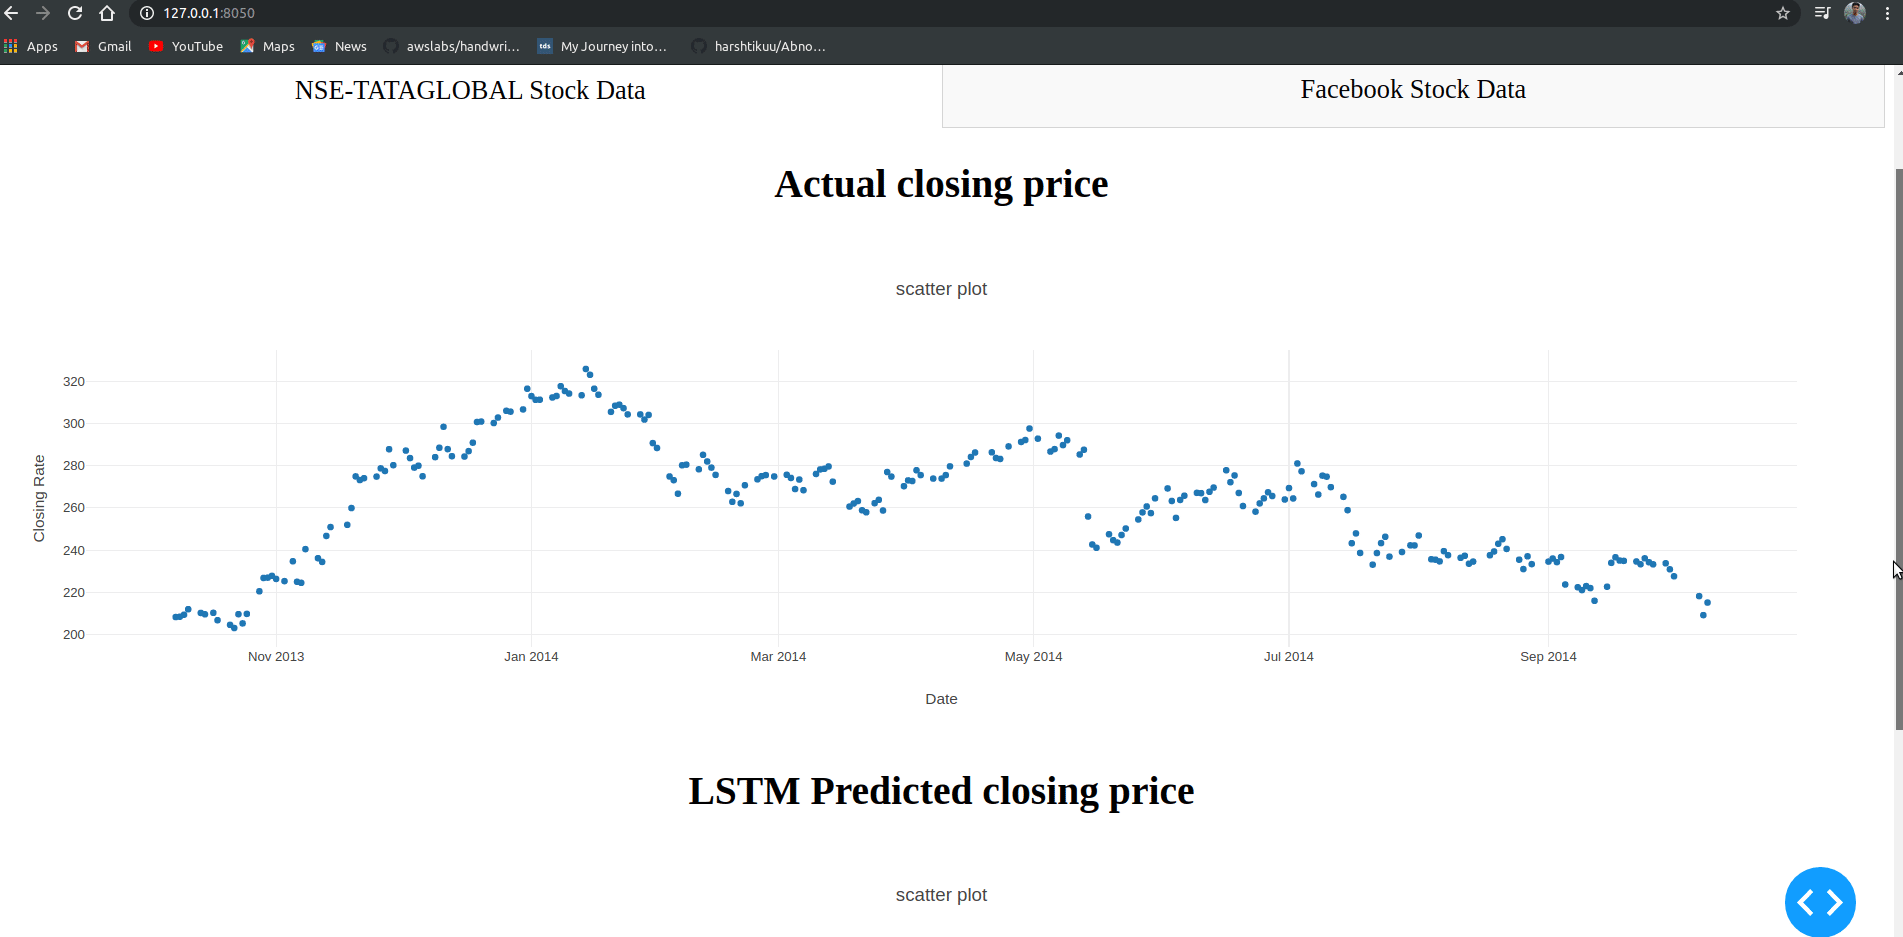 127.0.0.1:8050
Apps Gmail YouTube Maps News awslabs/handwri... tds My Journey into... harshtikuu/Abno...
NSE-TATAGLOBAL Stock Data Facebook Stock Data
Actual closing price
scatter plot
320
300
280
260
240
220
200
Closing Rate
Nov 2013 Jan 2014 Mar 2014 May 2014 Jul 2014 Sep 2014
Date
LSTM Predicted closing price
scatter plot